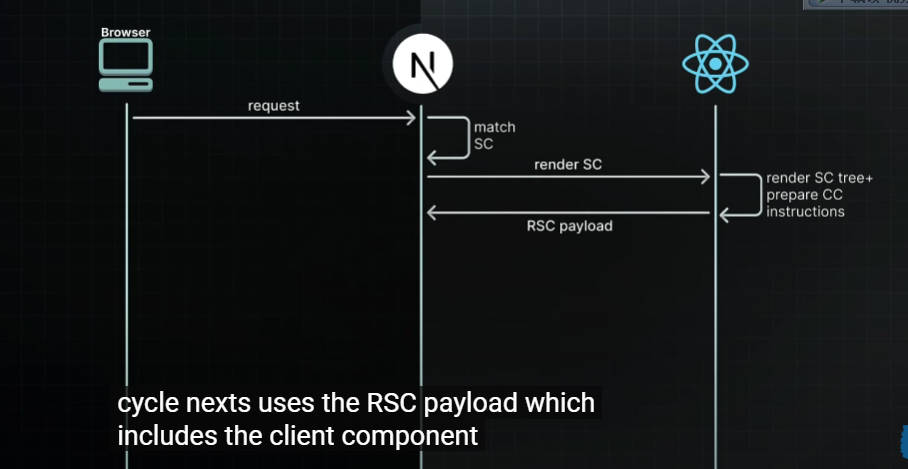 Browser
request
match
SC
render SC
render SC tree+
prepare CC
instructions
RSC payload
cycle nexts uses the RSC payload which
includes the client component